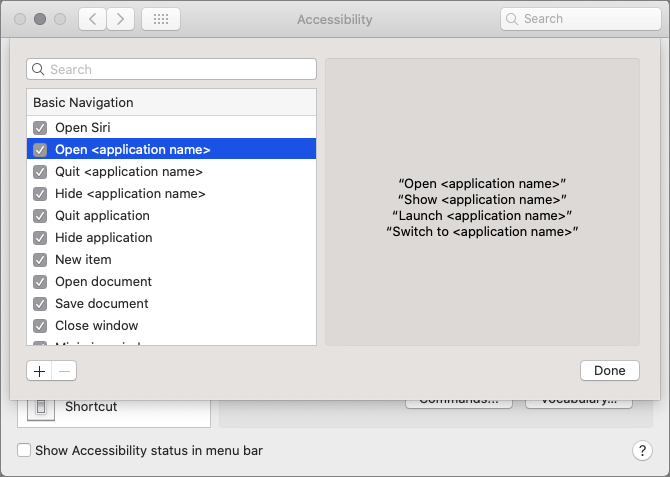 Accessibility
Search
Search
Basic Navigation
Open Siri
Open <application name>
Quit <application name>
Hide <application name>
Quit application
Hide application
New item
Open document
Save document
Close window
“Open <application name>”
“Show <application name>”
“Launch <application name>”
“Switch to <application name>”
Done
Shortcut
Commands...
Vocabulary...
Show Accessibility status in menu bar
?